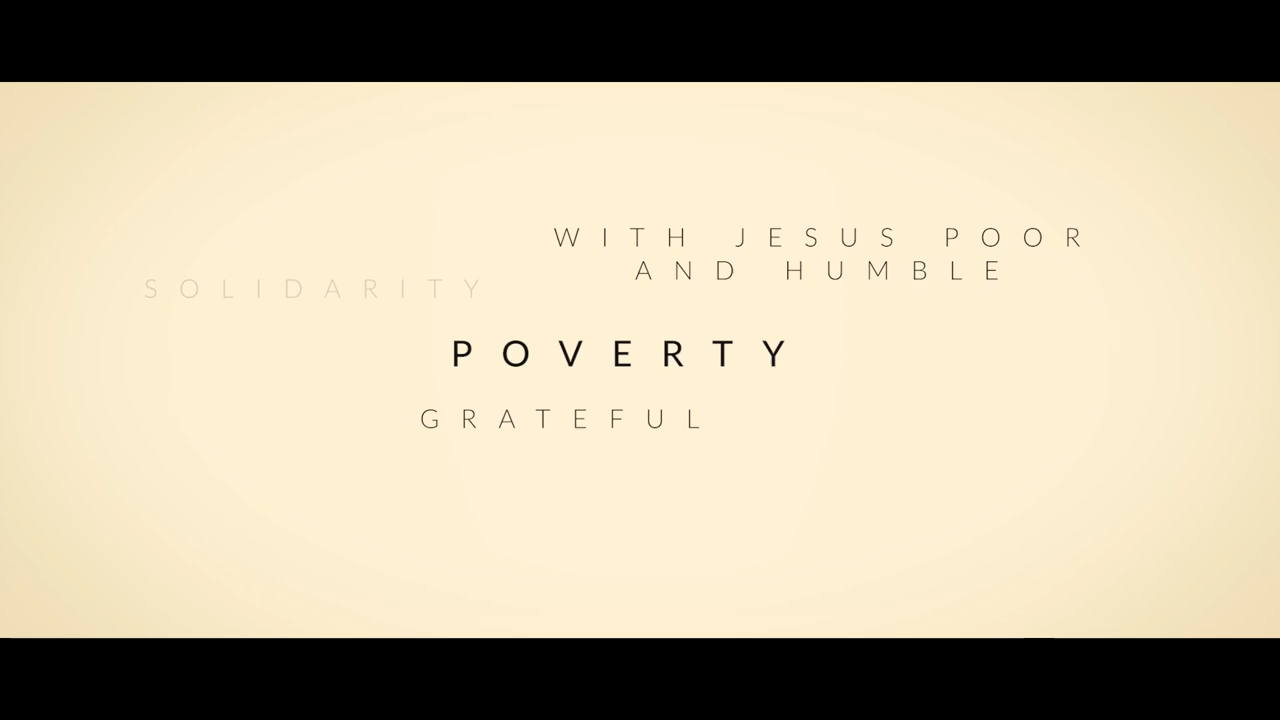 WITH JESUS POOR
AND HUMBLE
SOLIDARITY
POVERTY
GRATEFUL